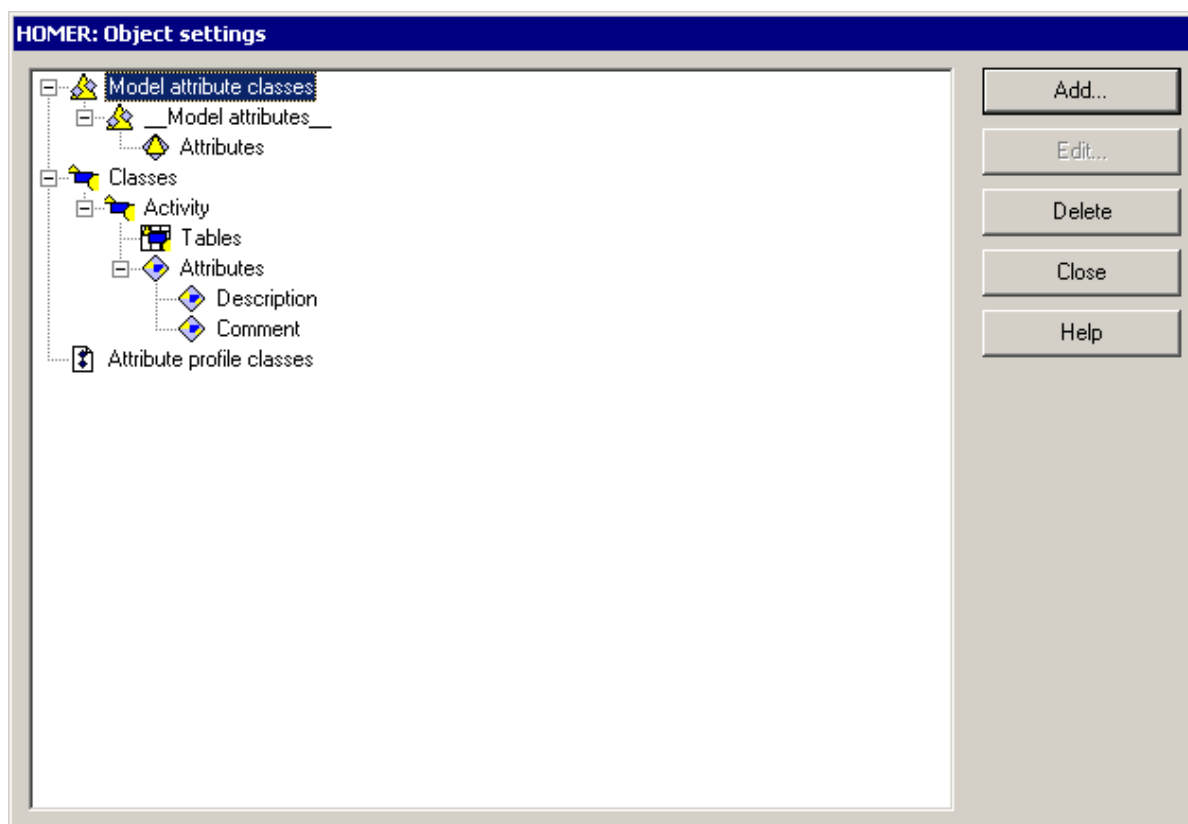 HOMER: Object settings
Model attribute classes
__Model attributes__
Attributes
Classes
Activity
Tables
Attributes
Description
Comment
Attribute profile classes
Add...
Edit...
Delete
Close
Help